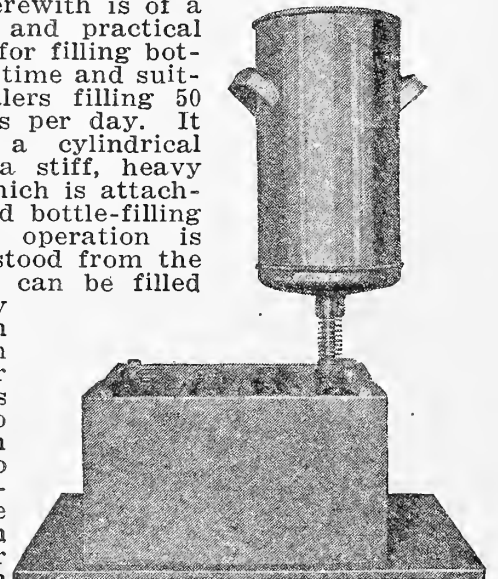 erewith is of a
and practical
for filling bot-
time and suit-
alers filling 50
s per day. It
a cylindrical
a stiff, heavy
hich is attach-
d bottle-filling
operation is
stood from the
can be filled
y
n
n
r
s
o
n
o
-
e
n
r